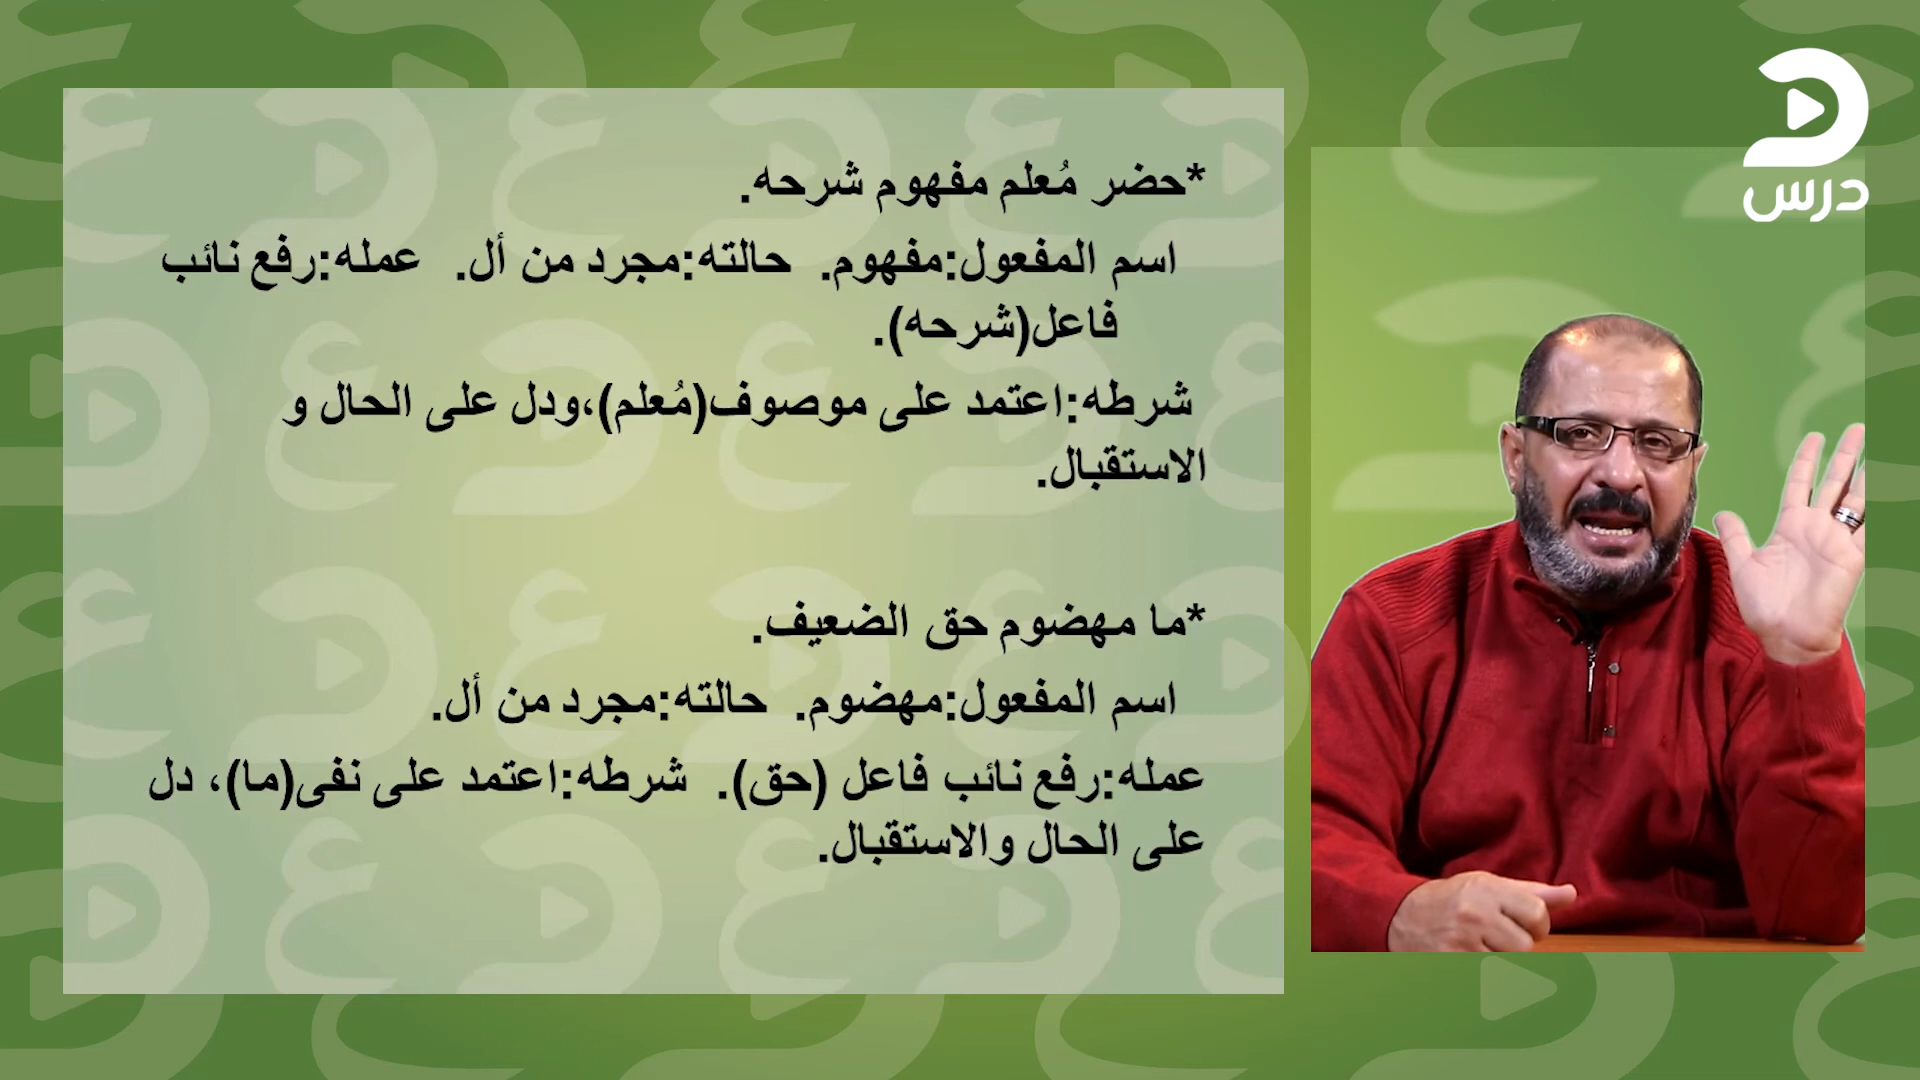 *حضر مُعلم مفهوم شرحه.
اسم المفعول:مفهوم. حالته:مجرد من أل. عمله:رفع نائب
فاعل(شرحه).
شرطه:اعتمد على موصوف(مُعلم)،ودل على الحال و
الاستقبال.
*ما مهضوم حق الضعيف.
اسم المفعول:مهضوم. حالته:مجرد من أل.
عمله:رفع نائب فاعل (حق). شرطه:اعتمد على نفى(ما)، دل
على الحال والاستقبال.
درس